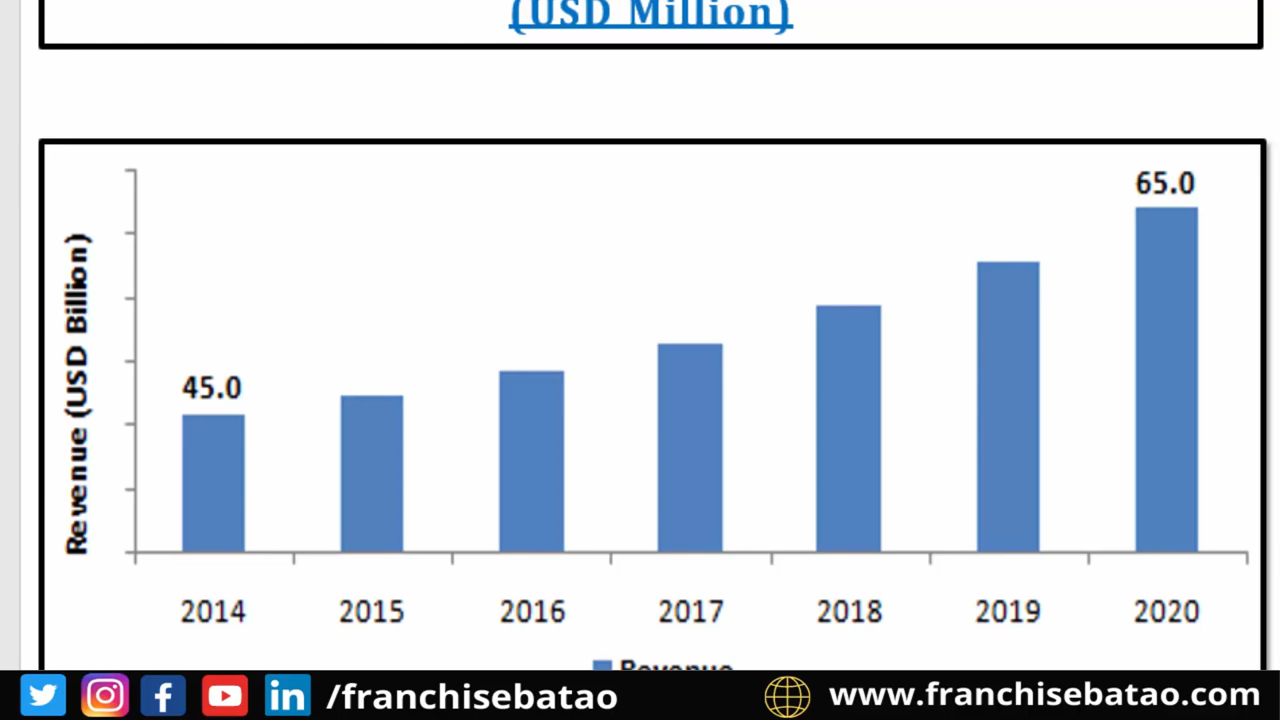 (USD Million)
Revenue (USD Billion)
45.0
65.0
2014 2015 2016 2017 2018 2019 2020
Revenue
/franchisebatao
www.franchisebatao.com